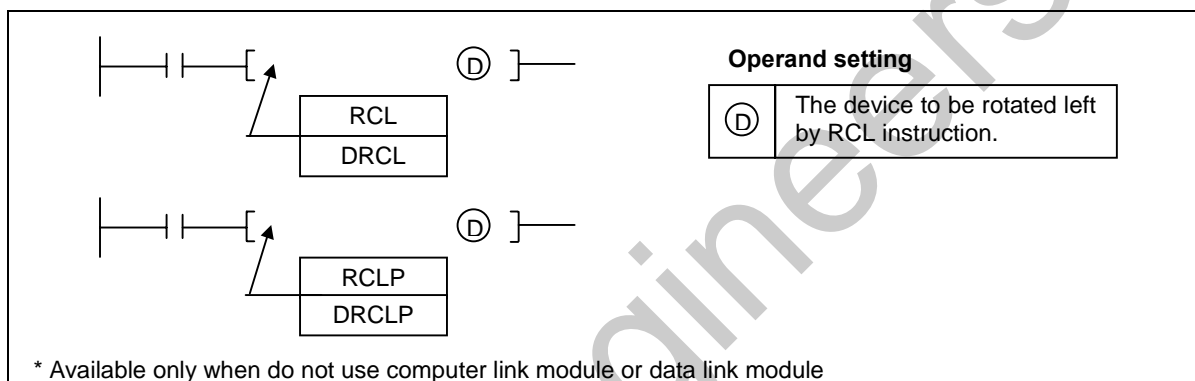 D
Operand setting
RCL
DRCL
D
The device to be rotated left
by RCL instruction.
D
RCLP
DRCLP
* Available only when do not use computer link module or data link module
gineers